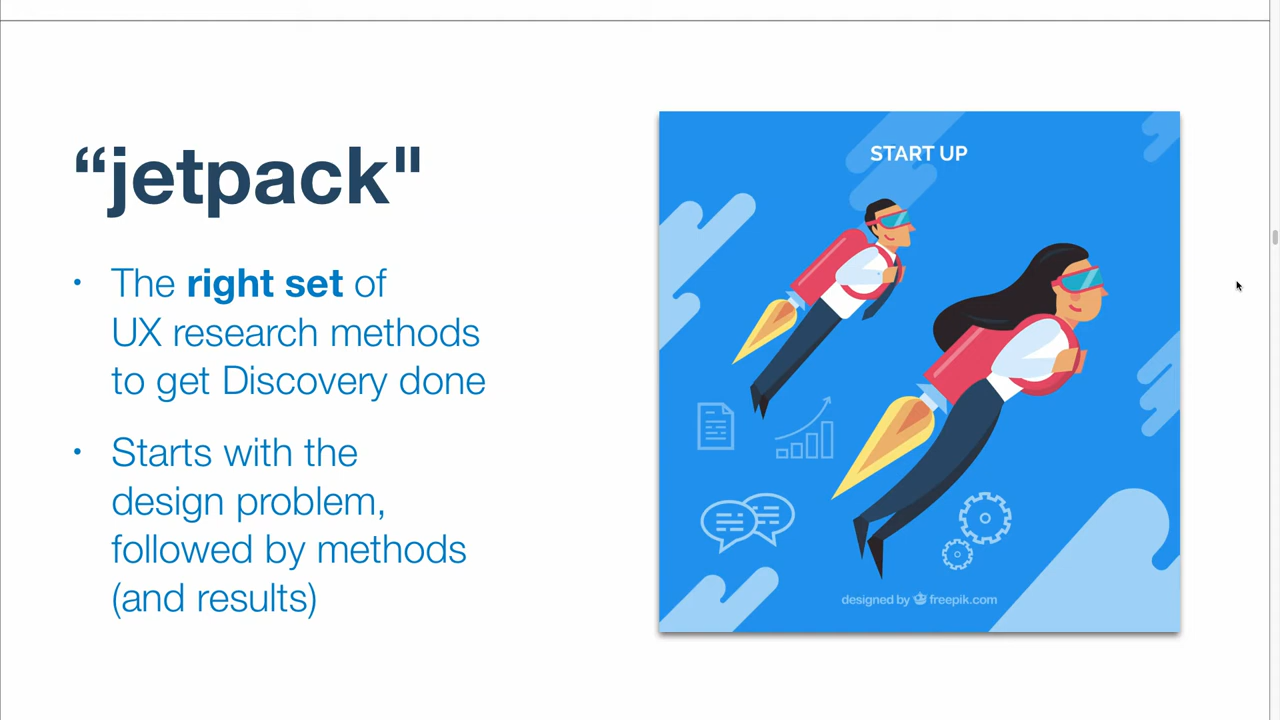 “jetpack"
• The right set of
UX research methods
to get Discovery done
• Starts with the
design problem,
followed by methods
(and results)
START UP
designed by freepik.com